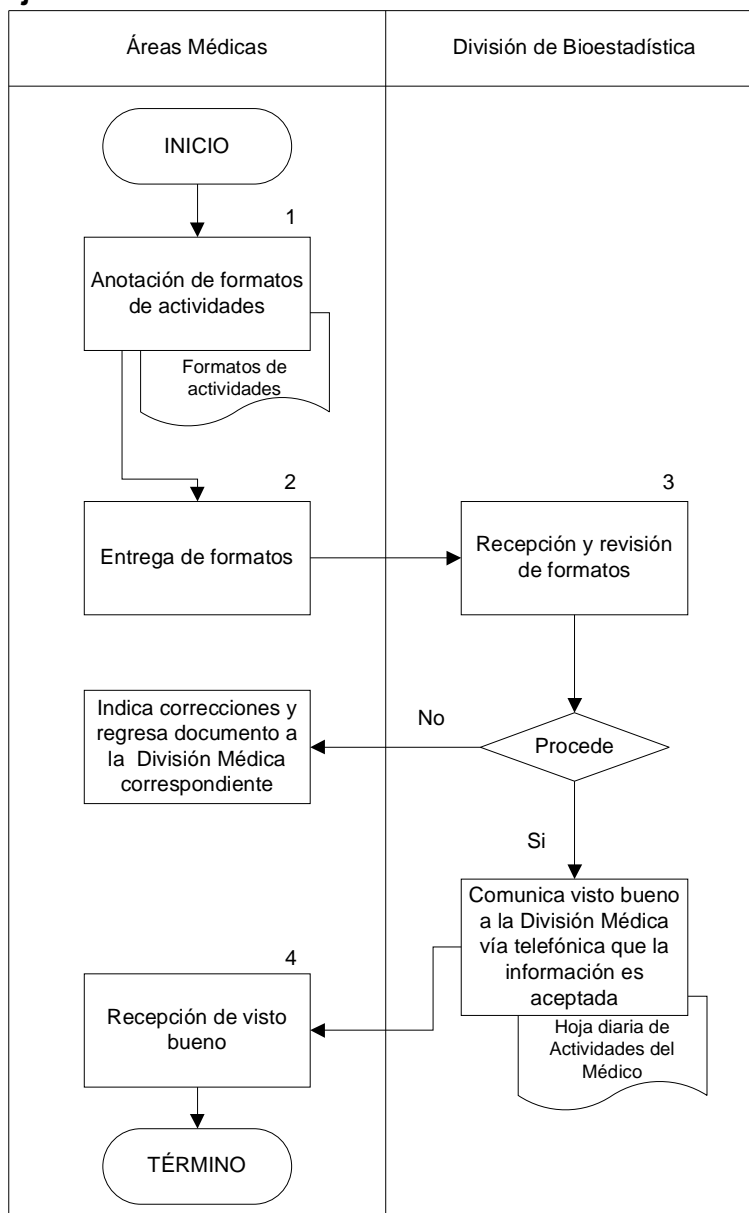 Áreas Médicas
División de Bioestadística
INICIO
1
Anotación de formatos
de actividades
Formatos de
actividades
2
Entrega de formatos
3
Recepción y revisión
de formatos
Procede
No
Indica correcciones y
regresa documento a
la División Médica
correspondiente
Si
Comunica visto bueno
a la División Médica
vía telefónica que la
información es
aceptada
Hoja diaria de
Actividades del
Médico
4
Recepción de visto
bueno
TÉRMINO